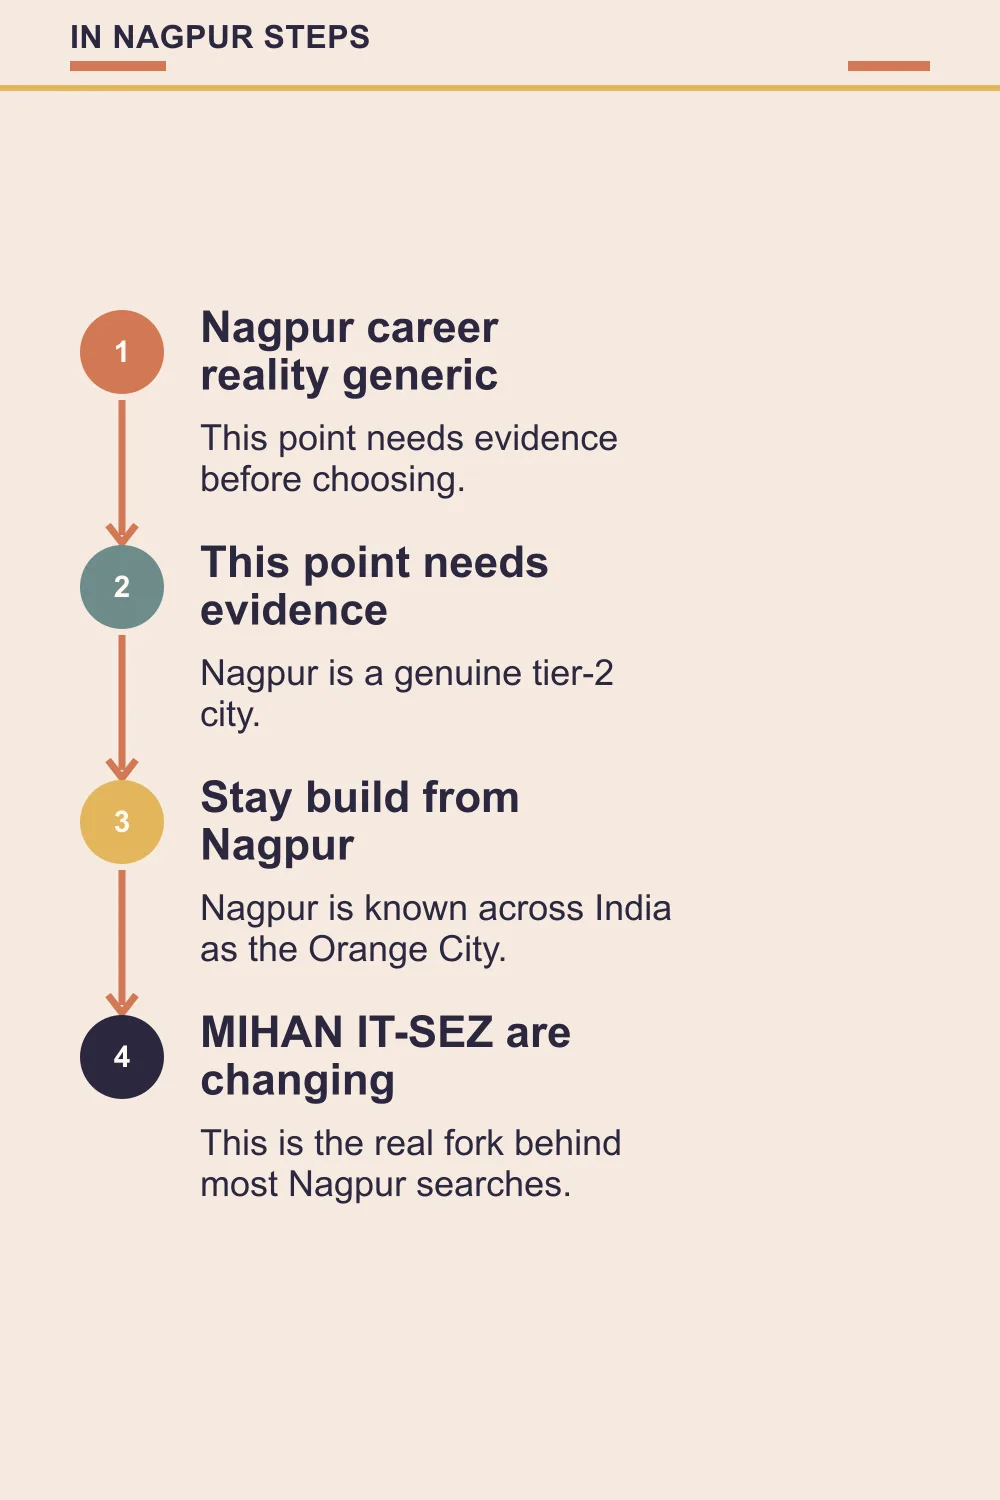 IN NAGPUR STEPS
1
Nagpur career
reality generic
This point needs evidence
before choosing.
2
This point needs
evidence
Nagpur is a genuine tier-2
city.
3
Stay build from
Nagpur
Nagpur is known across India
as the Orange City.
4
MIHAN IT-SEZ are
changing
This is the real fork behind
most Nagpur searches.